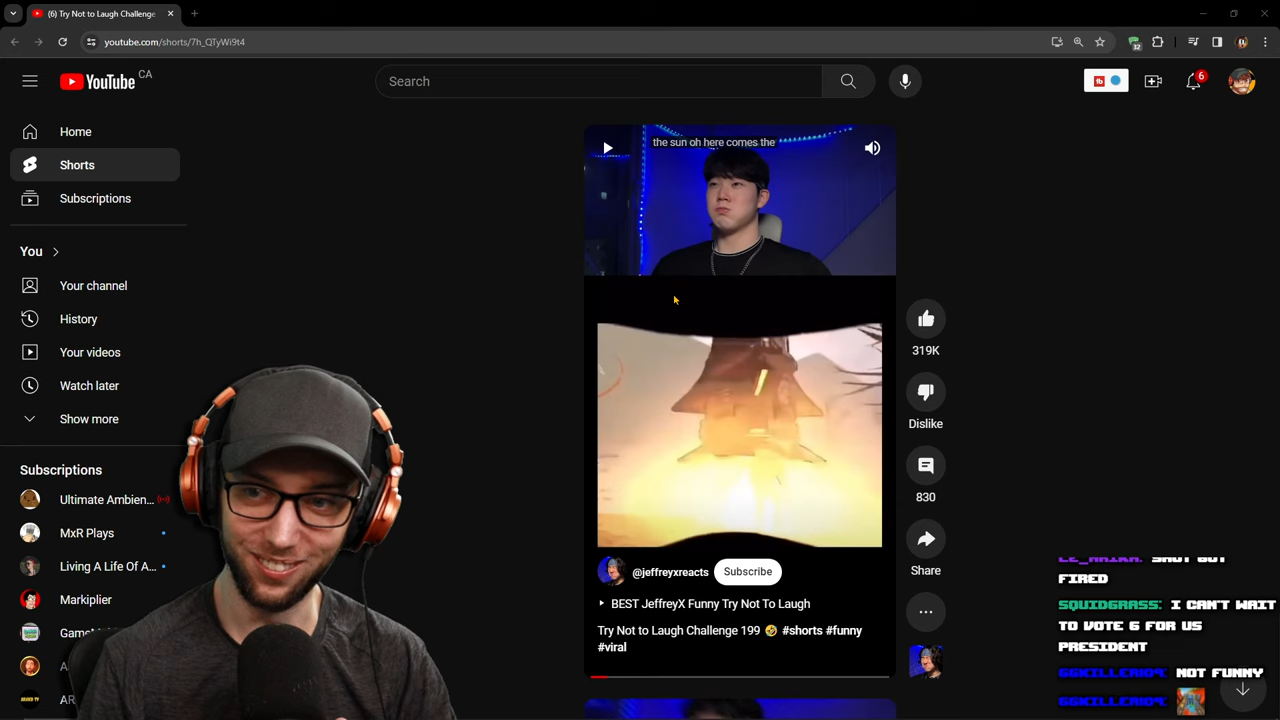 (6) Try Not to Laugh Challenge
youtube.com/shorts/7h_QTyWi9t4
YouTube CA
Search
6
Home
Shorts
Subscriptions
You
Your channel
History
Your videos
Watch later
Show more
Subscriptions
Ultimate Ambien...
MxR Plays
Living A Life Of A...
Markiplier
the sun oh here comes the
319K
Dislike
830
Share
@jeffreyxreacts
Subscribe
BEST JeffreyX Funny Try Not To Laugh
Try Not to Laugh Challenge 199 🤣 #shorts #funny
#viral
FIRED
SQUIDGRASS: I CAN'T WAIT
TO VOTE 6 FOR US
PRESIDENT
NOT FUNNY